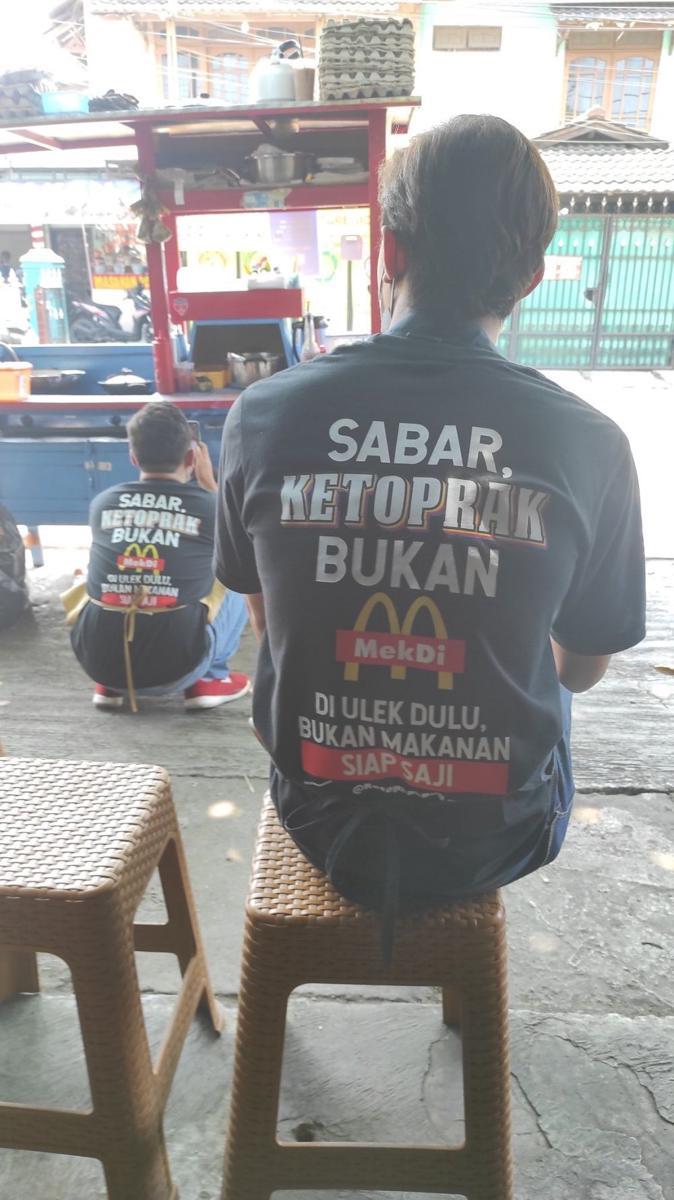 SABAR,
KETOPRAK
BUKAN
MekDi
DI ULEK DULU,
BUKAN MAKANAN
SIAP SAJI
SABAR,
KETOPRAK
BUKAN
MekDi
DI ULEK DULU,
BUKAN MAKANAN
SIAP SAJI